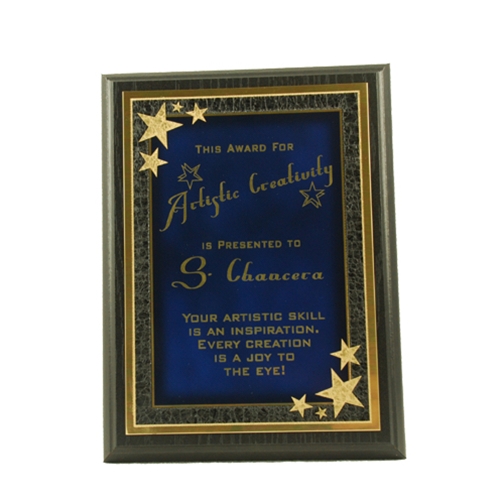 This Award For
Artistic Creativity
is Presented to
S. Chancera
Your artistic skill
is an inspiration.
Every creation
is a joy to
the eye!